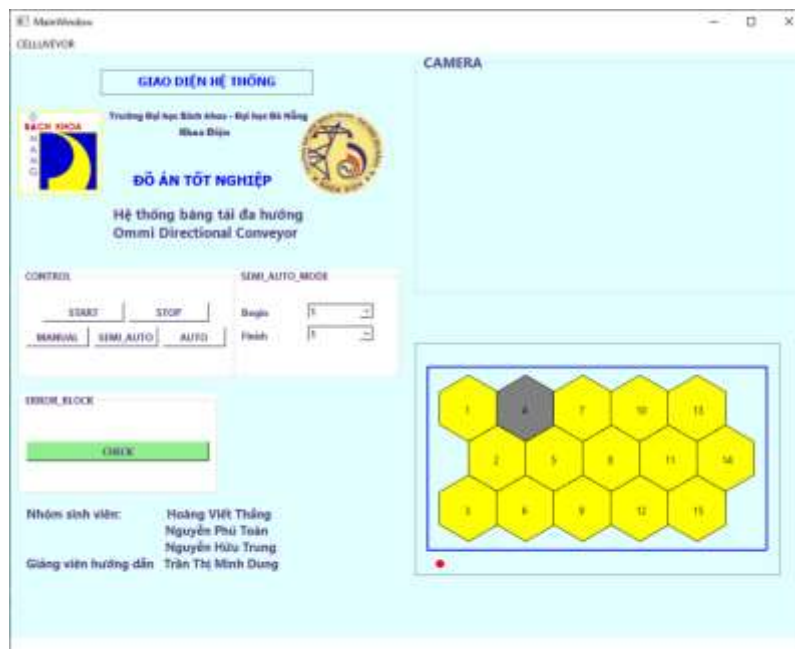 MainWindow
CELLUVEYOR
GIAO DIỆN HỆ THỐNG
BÁCH KHOA
Trường Đại học Bách khoa - Đại học Đà Nẵng
Khoa Điện
ĐỒ ÁN TỐT NGHIỆP
Hệ thống băng tải đa hướng
Ommi Directional Conveyor
CONTROL
START STOP
MANUAL SEMI_AUTO AUTO
SEMI_AUTO_MODE
Begin 1
Finish 1
ERROR_BLOCK
CHECK
Nhóm sinh viên: Hoàng Viết Thắng
Nguyễn Phú Toàn
Nguyễn Hữu Trung
Giảng viên hướng dẫn Trần Thị Minh Dung
CAMERA
1 4 7 10 13
2 5 8 11 14
3 6 9 12 15